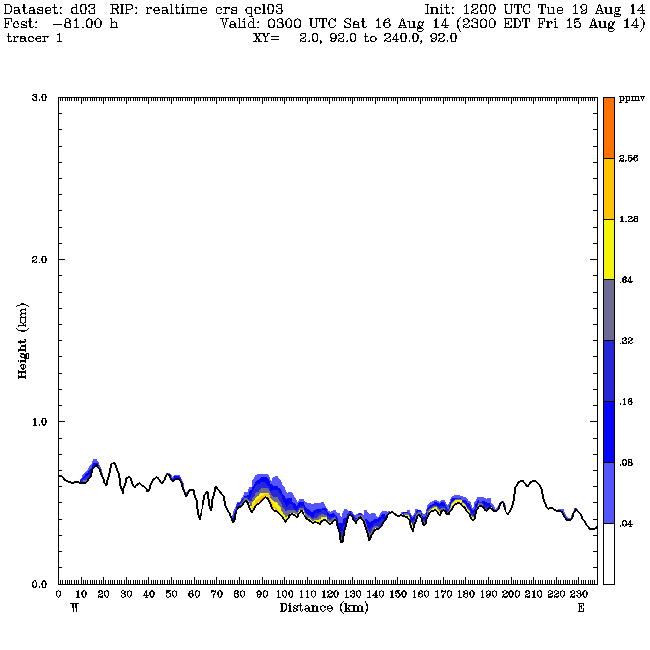 Dataset: d03 RIP: realtime crs qcl03 Init: 1200 UTC Tue 19 Aug 14
Fcst: -81.00 h Valid: 0300 UTC Sat 16 Aug 14 (2300 EDT Fri 15 Aug 14)
tracer 1 XY= 2.0, 92.0 to 240.0, 92.0
ppmv
2.56
1.28
.64
.32
.16
.08
.04
3.0
2.0
1.0
0.0
Height (km)
0 10 20 30 40 50 60 70 80 90 100 110 120 130 140 150 160 170 180 190 200 210 220 230
W Distance (km) E